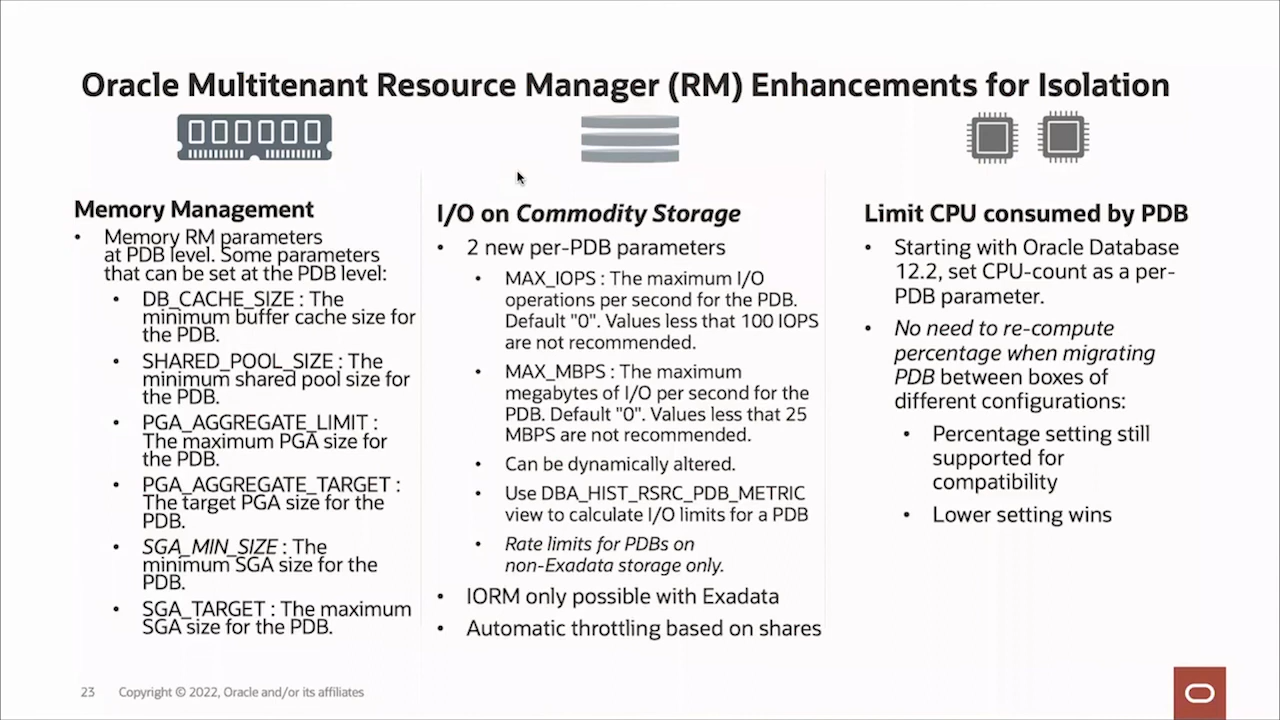 Oracle Multitenant Resource Manager (RM) Enhancements for Isolation
Memory Management
• Memory RM parameters
at PDB level. Some parameters
that can be set at the PDB level:
• DB_CACHE_SIZE : The
minimum buffer cache size for
the PDB.
• SHARED_POOL_SIZE : The
minimum shared pool size for
the PDB.
• PGA_AGGREGATE_LIMIT :
The maximum PGA size for
the PDB.
• PGA_AGGREGATE_TARGET :
The target PGA size for the
PDB.
• SGA_MIN_SIZE : The
minimum SGA size for the
PDB.
• SGA_TARGET : The maximum
SGA size for the PDB.
I/O on Commodity Storage
• 2 new per-PDB parameters
• MAX_IOPS : The maximum I/O
operations per second for the PDB.
Default "0". Values less that 100 IOPS
are not recommended.
• MAX_MBPS : The maximum
megabytes of I/O per second for the
PDB. Default "0". Values less that 25
MBPS are not recommended.
• Can be dynamically altered.
• Use DBA_HIST_RSRC_PDB_METRIC
view to calculate I/O limits for a PDB
• Rate limits for PDBs on
non-Exadata storage only.
• IORM only possible with Exadata
• Automatic throttling based on shares
Limit CPU consumed by PDB
• Starting with Oracle Database
12.2, set CPU-count as a per-
PDB parameter.
• No need to re-compute
percentage when migrating
PDB between boxes of
different configurations:
• Percentage setting still
supported for
compatibility
• Lower setting wins
23 Copyright © 2022, Oracle and/or its affiliates